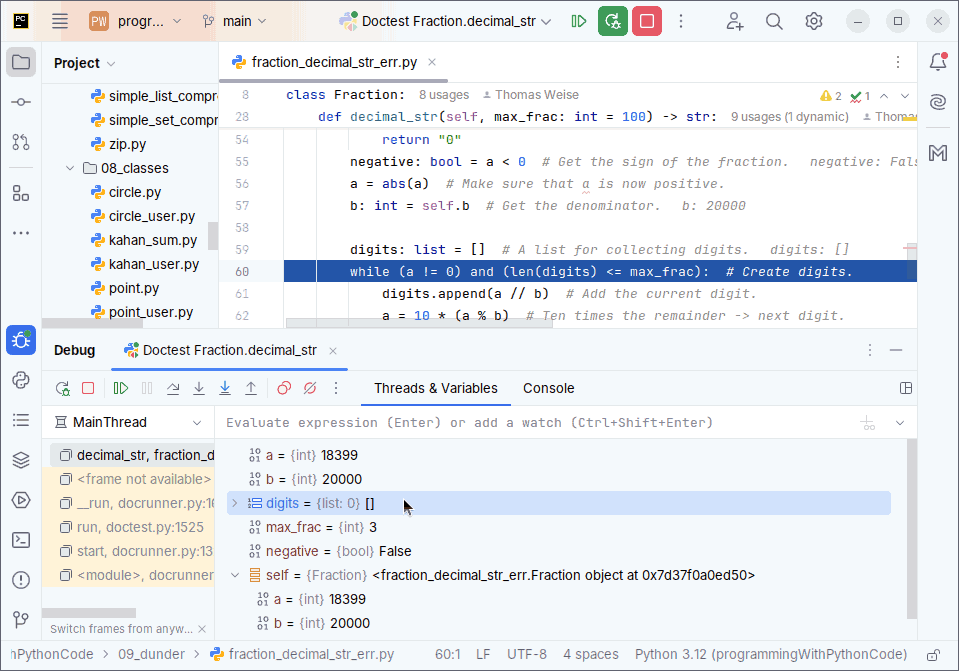 PC PW progr... main Doctest Fraction.decimal_str
Project
fraction_decimal_str_err.py
simple_list_compr
simple_set_compr
zip.py
08_classes
circle.py
circle_user.py
kahan_sum.py
kahan_user.py
point.py
point_user.py
8 class Fraction: 8 usages Thomas Weise 2 1
28 def decimal_str(self, max_frac: int = 100) -> str: 9 usages (1 dynamic) Thoma
54 return "0"
55 negative: bool = a < 0 # Get the sign of the fraction. negative: Fals
56 a = abs(a) # Make sure that a is now positive.
57 b: int = self.b # Get the denominator. b: 20000
58
59 digits: list = [] # A list for collecting digits. digits: []
60 while (a != 0) and (len(digits) <= max_frac): # Create digits.
61 digits.append(a // b) # Add the current digit.
62 a = 10 * (a % b) # Ten times the remainder -> next digit.
Debug Doctest Fraction.decimal_str
Threads & Variables Console
MainThread
Evaluate expression (Enter) or add a watch (Ctrl+Shift+Enter)
decimal_str, fraction_d
<frame not available>
__run, docrunner.py:16
run, doctest.py:1525
start, docrunner.py:13
<module>, docrunner
Switch frames from anyw...
a = {int} 18399
b = {int} 20000
digits = {list: 0} []
max_frac = {int} 3
negative = {bool} False
self = {Fraction} <fraction_decimal_str_err.Fraction object at 0x7d37f0a0ed50>
a = {int} 18399
b = {int} 20000
hPythonCode 09_dunder fraction_decimal_str_err.py 60:1 LF UTF-8 4 spaces Python 3.12 (programmingWithPythonCode)